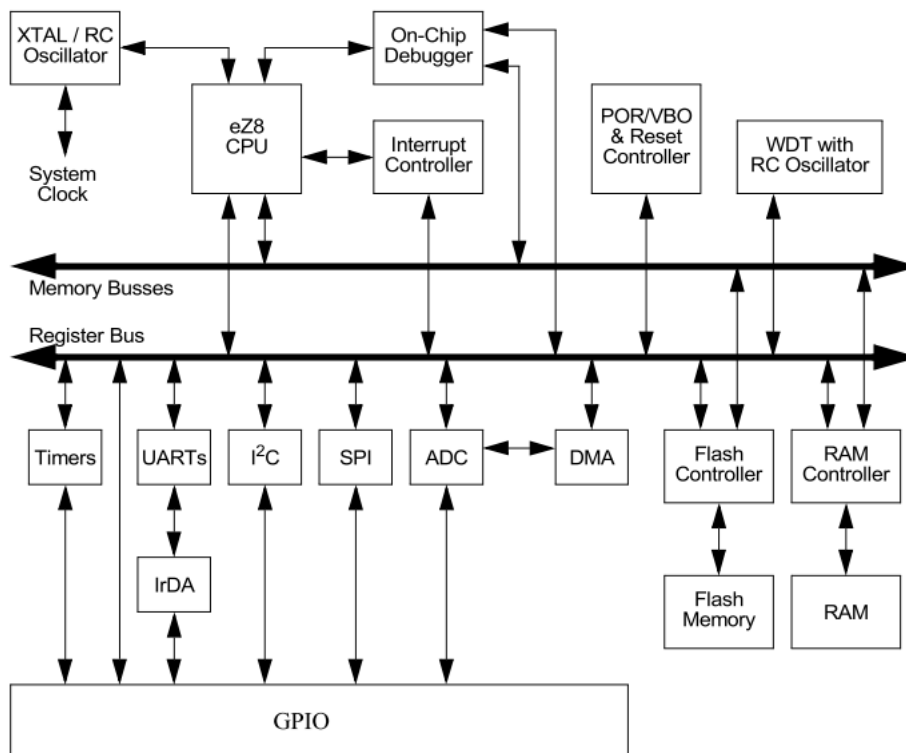 XTAL / RC
Oscillator
On-Chip
Debugger
eZ8
CPU
Interrupt
Controller
POR/VBO
& Reset
Controller
WDT with
RC Oscillator
System
Clock
Memory Busses
Register Bus
Timers
UARTs
I²C
SPI
ADC
DMA
Flash
Controller
RAM
Controller
IrDA
Flash
Memory
RAM
GPIO